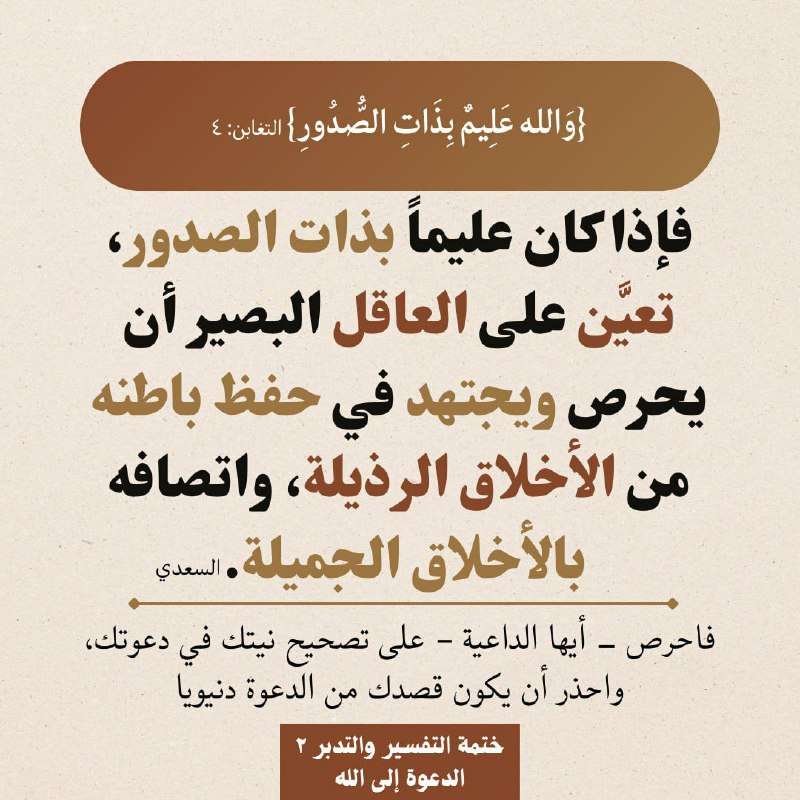 {وَالله عَلِيمٌ بِذَاتِ الصُّدُورِ} التغابن: ٤
فإذا كان عليماً بذات الصدور،
تعيَّن على العاقل البصير أن
يحرص ويجتهد في حفظ باطنه
من الأخلاق الرذيلة، واتصافه
بالأخلاق الجميلة. السعدي
فاحرص – أيها الداعية – على تصحيح نيتك في دعوتك،
واحذر أن يكون قصدك من الدعوة دنيويا
ختمة التفسير والتدبر ٢
الدعوة إلى الله